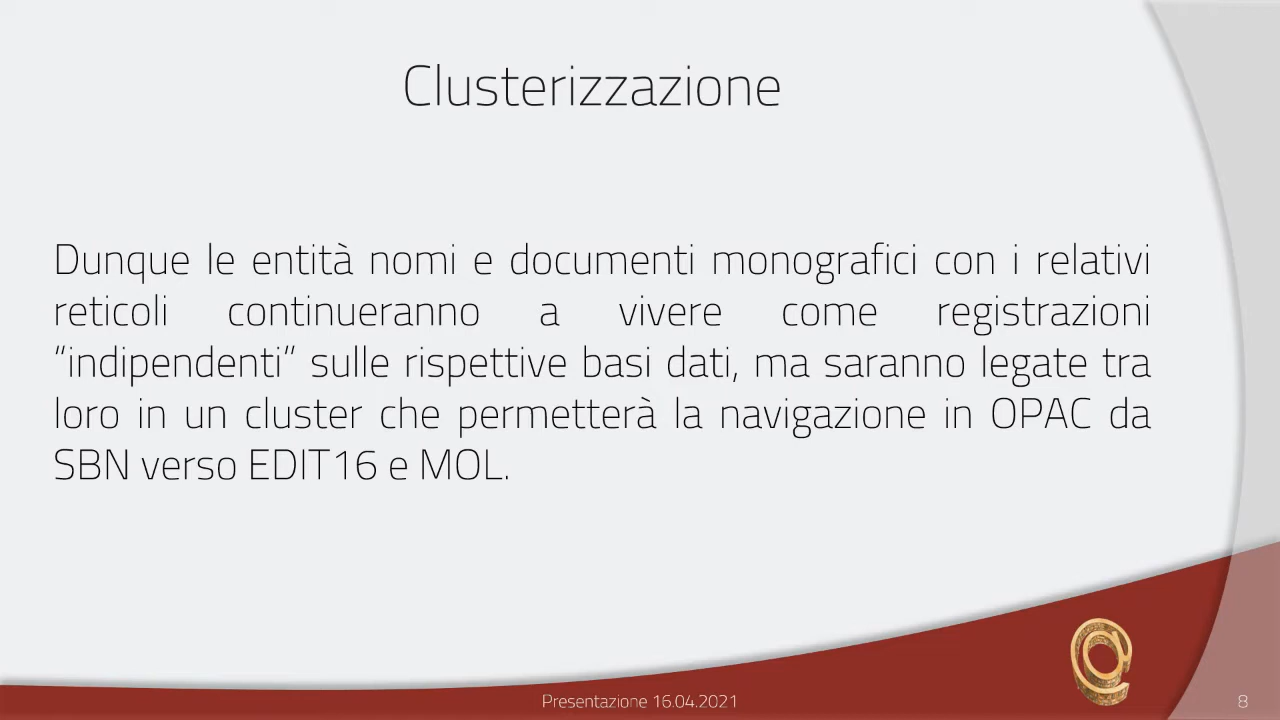 Clusterizzazione
Dunque le entità nomi e documenti monografici con i relativi
reticoli continueranno a vivere come registrazioni
“indipendenti” sulle rispettive basi dati, ma saranno legate tra
loro in un cluster che permetterà la navigazione in OPAC da
SBN verso EDIT16 e MOL.
Presentazione 16.04.2021
8